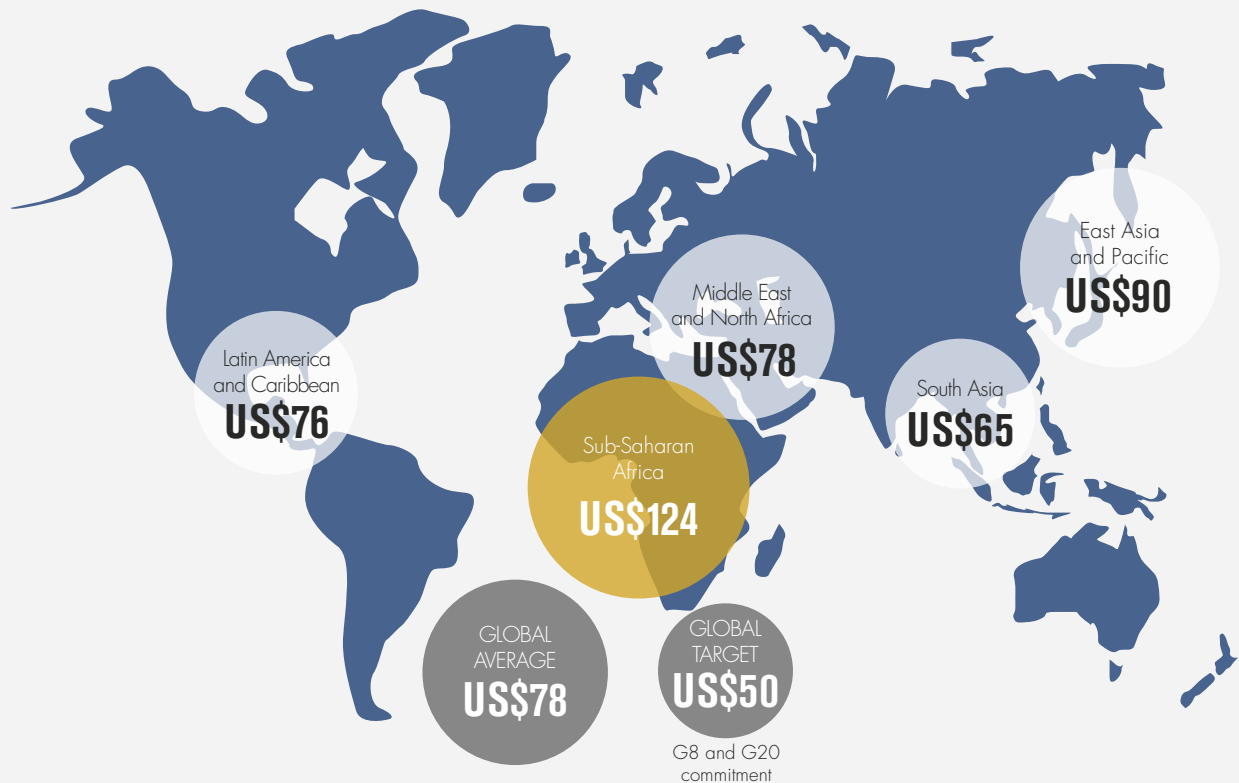 East Asia
and Pacific
US$90
Middle East
and North Africa
US$78
Latin America
and Caribbean
US$76
South Asia
US$65
Sub-Saharan
Africa
US$124
GLOBAL
AVERAGE
US$78
GLOBAL
TARGET
US$50
G8 and G20
commitment